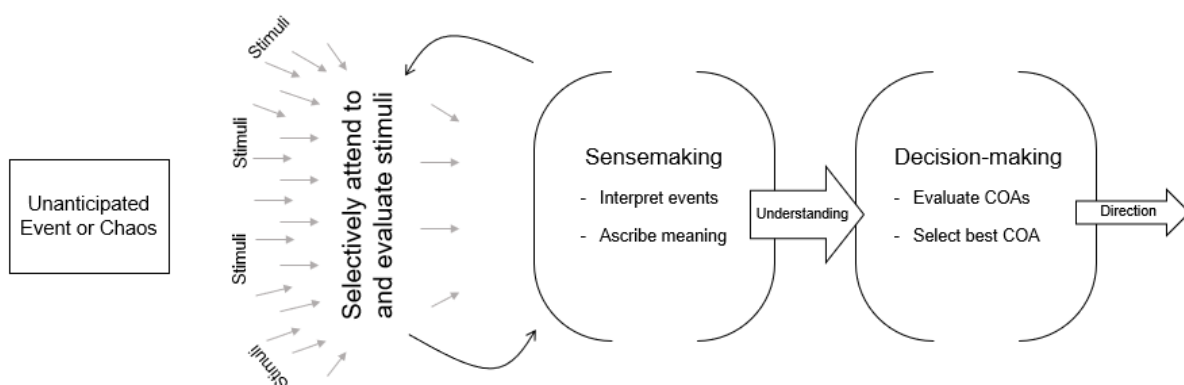 Unanticipated
Event or Chaos
Stimuli
Stimuli
Stimuli
Stimuli
Selectively attend to
and evaluate stimuli
Sensemaking
- Interpret events
- Ascribe meaning
Understanding
Decision-making
- Evaluate COAs
- Select best COA
Direction